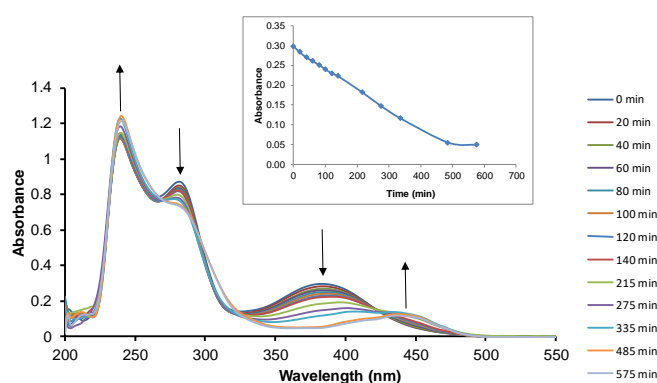 0.35
0.30
0.25
0.20
0.15
0.10
0.05
0.00
Absorbance
0 100 200 300 400 500 600 700
Time (min)
1.4
1.2
1
0.8
0.6
0.4
0.2
0
Absorbance
200 250 300 350 400 450 500 550
Wavelength (nm)
0 min
20 min
40 min
60 min
80 min
100 min
120 min
140 min
215 min
275 min
335 min
485 min
575 min